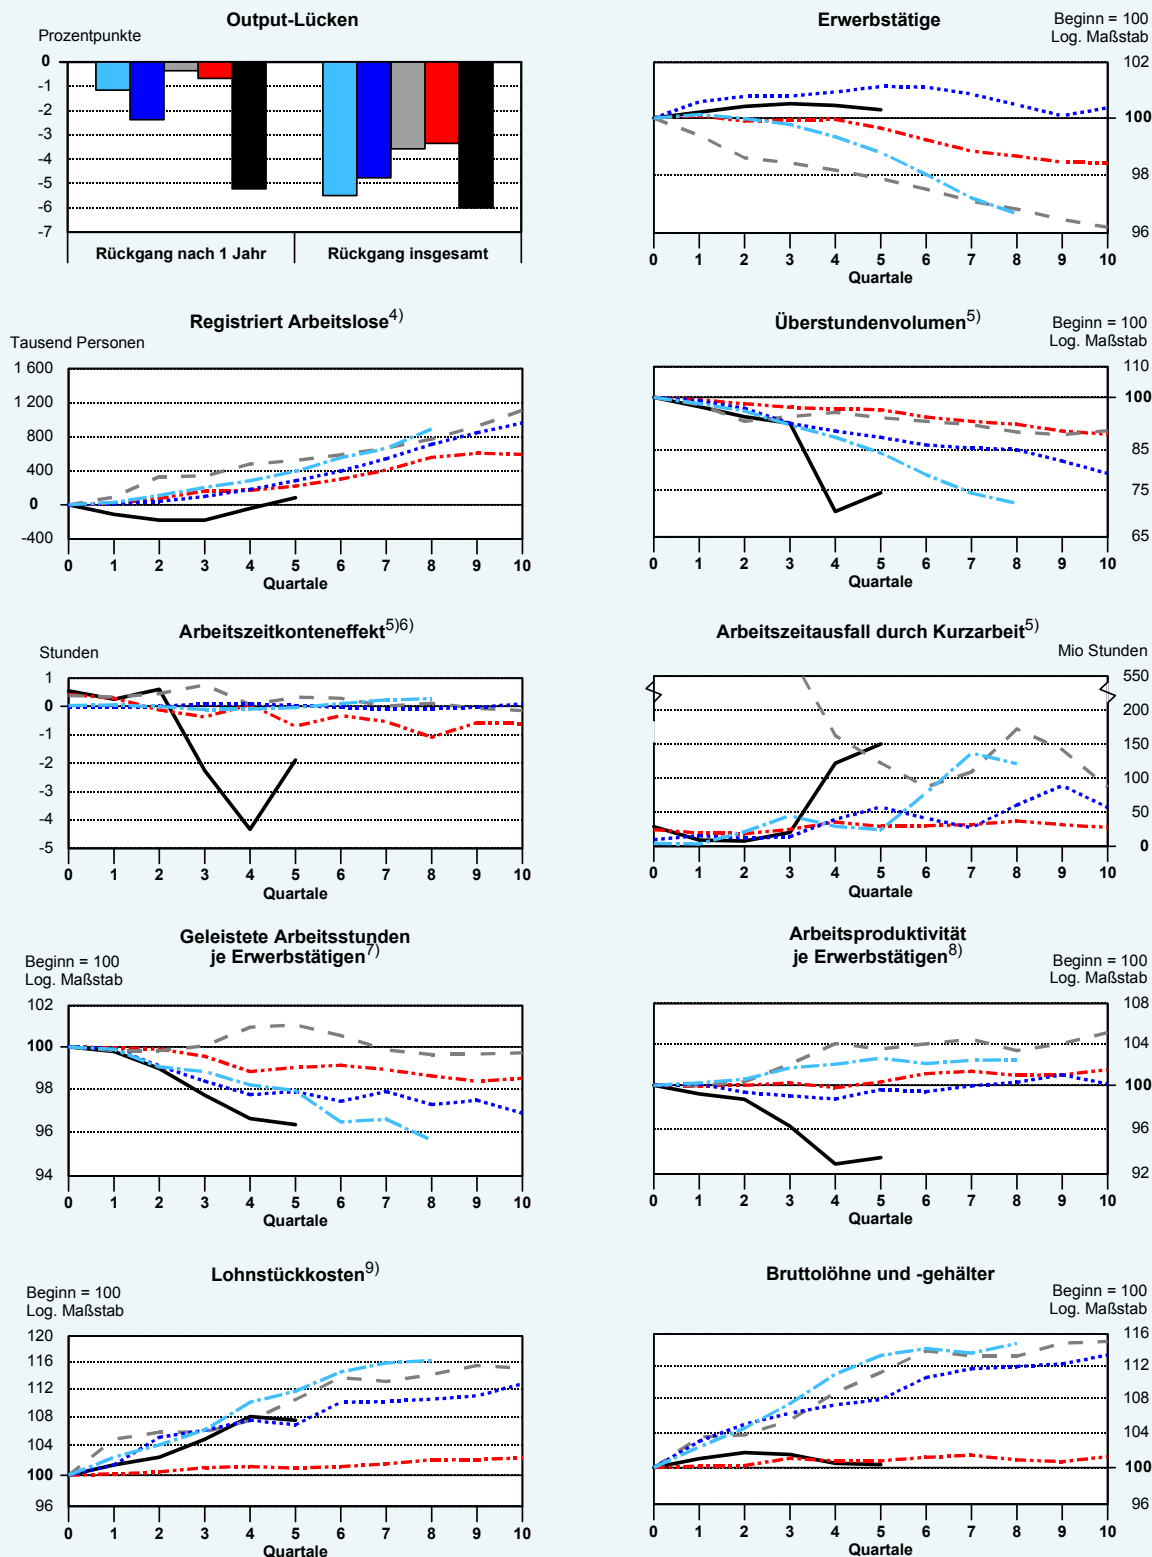 Output-Lücken
Prozentpunkte
0
-1
-2
-3
-4
-5
-6
-7
Rückgang nach 1 Jahr
Rückgang insgesamt
Erwerbstätige
Beginn = 100
Log. Maßstab
102
100
98
96
0 1 2 3 4 5 6 7 8 9 10
Quartale
Registriert Arbeitslose4)
Tausend Personen
1 600
1 200
800
400
0
-400
0 1 2 3 4 5 6 7 8 9 10
Quartale
Überstundenvolumen5)
Beginn = 100
Log. Maßstab
110
100
85
75
65
0 1 2 3 4 5 6 7 8 9 10
Quartale
Arbeitszeitkonteneffekt5)6)
Stunden
1
0
-1
-2
-3
-4
-5
0 1 2 3 4 5 6 7 8 9 10
Quartale
Arbeitszeitausfall durch Kurzarbeit5)
Mio Stunden
550
200
150
100
50
0
0 1 2 3 4 5 6 7 8 9 10
Quartale
Geleistete Arbeitsstunden
je Erwerbstätigen7)
Beginn = 100
Log. Maßstab
102
100
98
96
94
0 1 2 3 4 5 6 7 8 9 10
Quartale
Arbeitsproduktivität
je Erwerbstätigen8)
Beginn = 100
Log. Maßstab
108
104
100
96
92
0 1 2 3 4 5 6 7 8 9 10
Quartale
Lohnstückkosten9)
Beginn = 100
Log. Maßstab
120
116
112
108
104
100
96
0 1 2 3 4 5 6 7 8 9 10
Quartale
Bruttolöhne und -gehälter
Beginn = 100
Log. Maßstab
116
112
108
104
100
96
0 1 2 3 4 5 6 7 8 9 10
Quartale